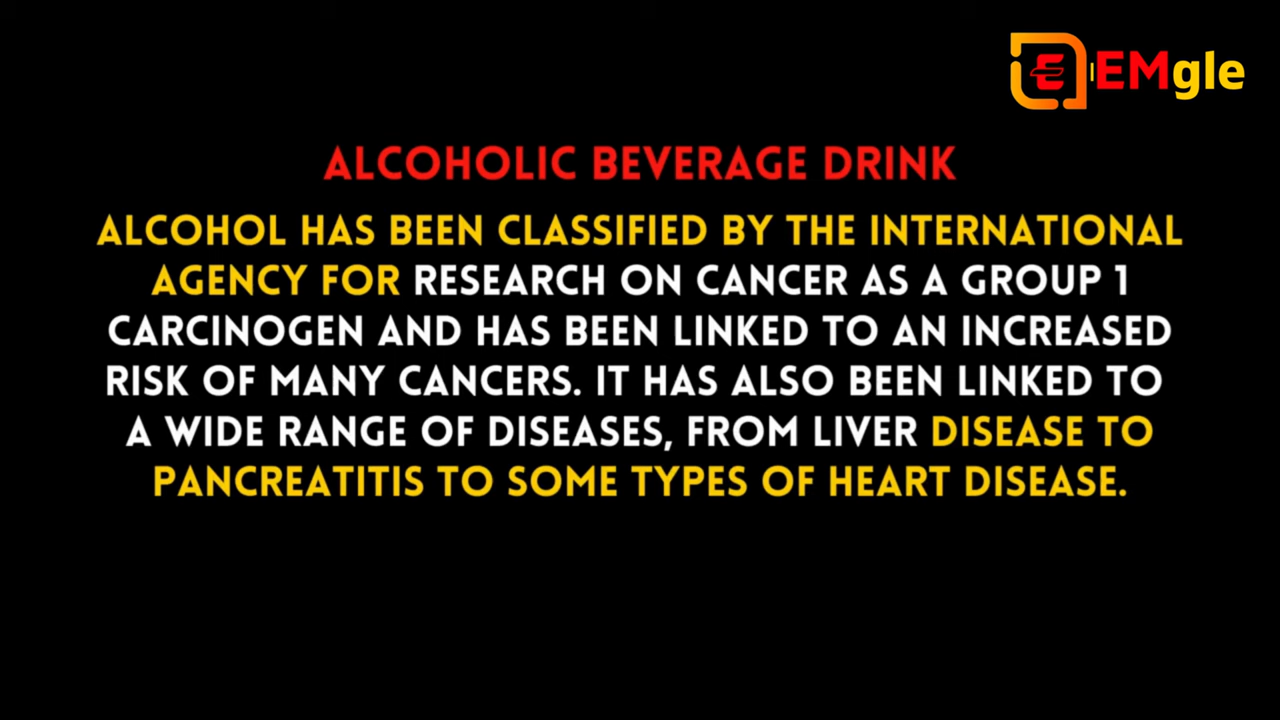 EMgle
ALCOHOLIC BEVERAGE DRINK
ALCOHOL HAS BEEN CLASSIFIED BY THE INTERNATIONAL
AGENCY FOR RESEARCH ON CANCER AS A GROUP 1
CARCINOGEN AND HAS BEEN LINKED TO AN INCREASED
RISK OF MANY CANCERS. IT HAS ALSO BEEN LINKED TO
A WIDE RANGE OF DISEASES, FROM LIVER DISEASE TO
PANCREATITIS TO SOME TYPES OF HEART DISEASE.